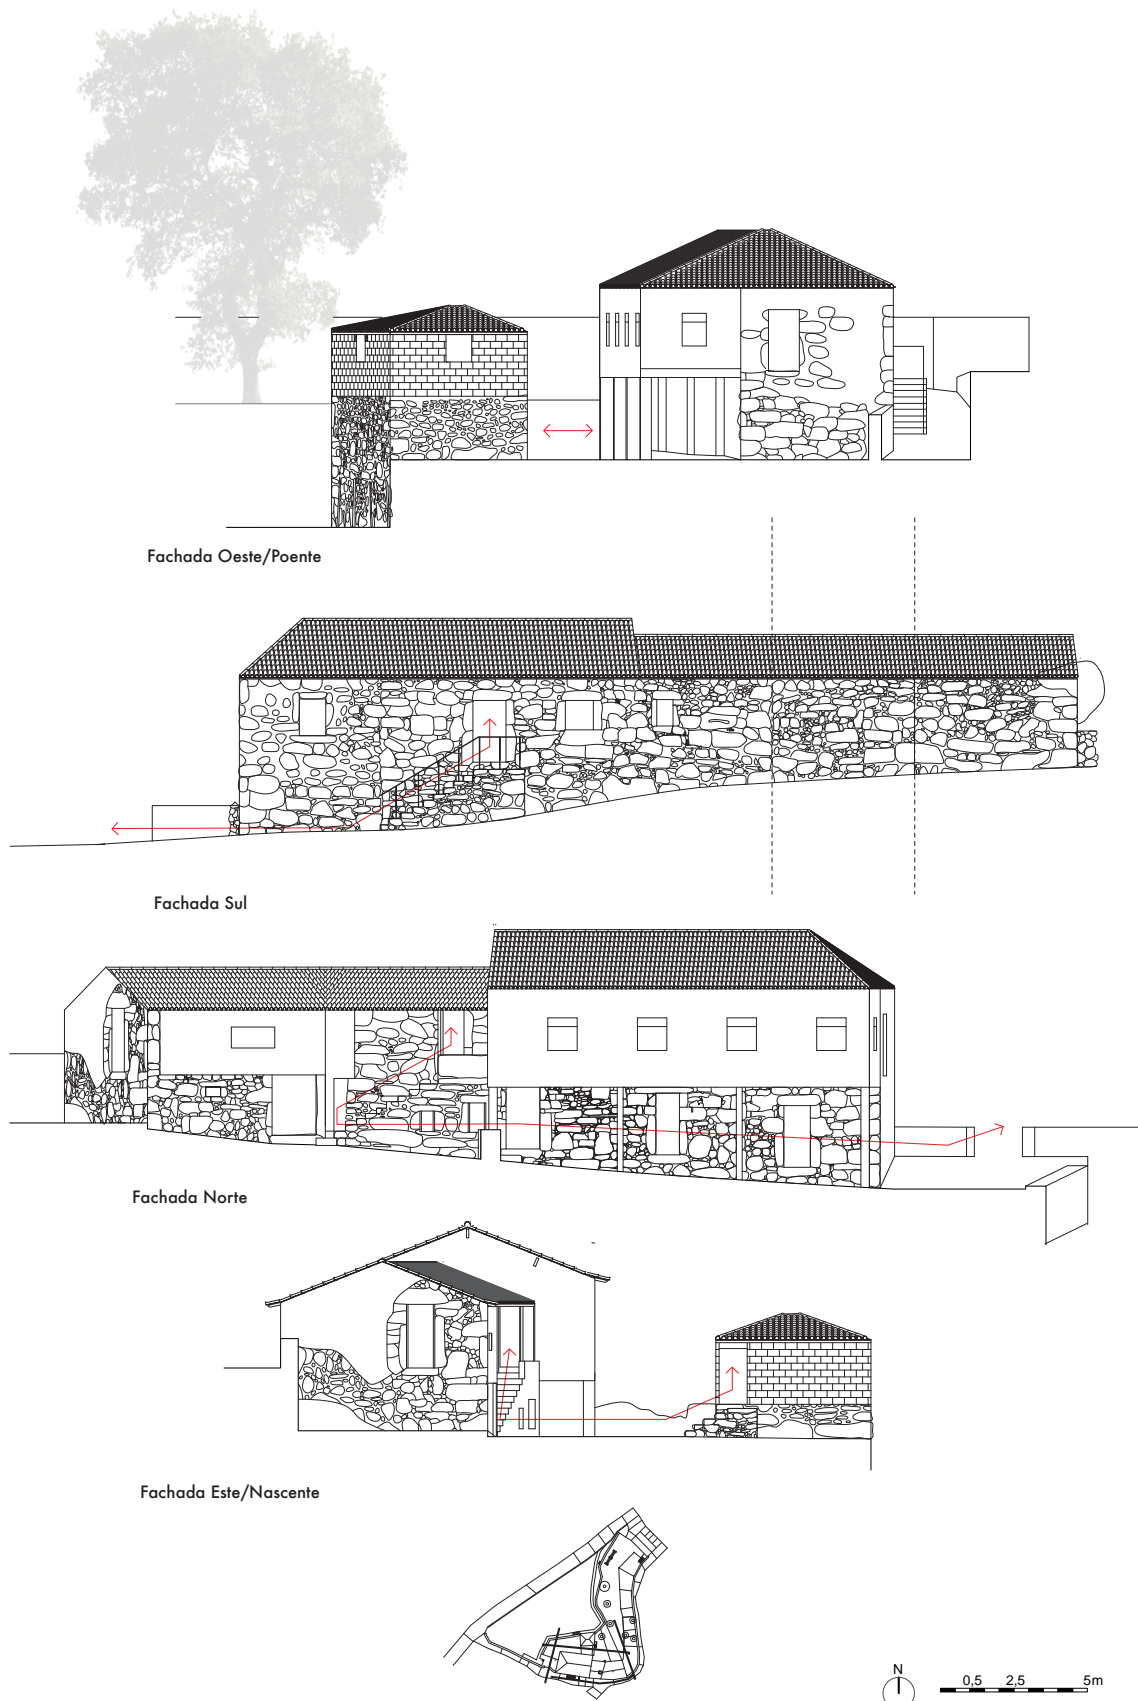 Fachada Oeste/Poente
Fachada Sul
Fachada Norte
Fachada Este/Nascente
N
0,5 2,5 5m